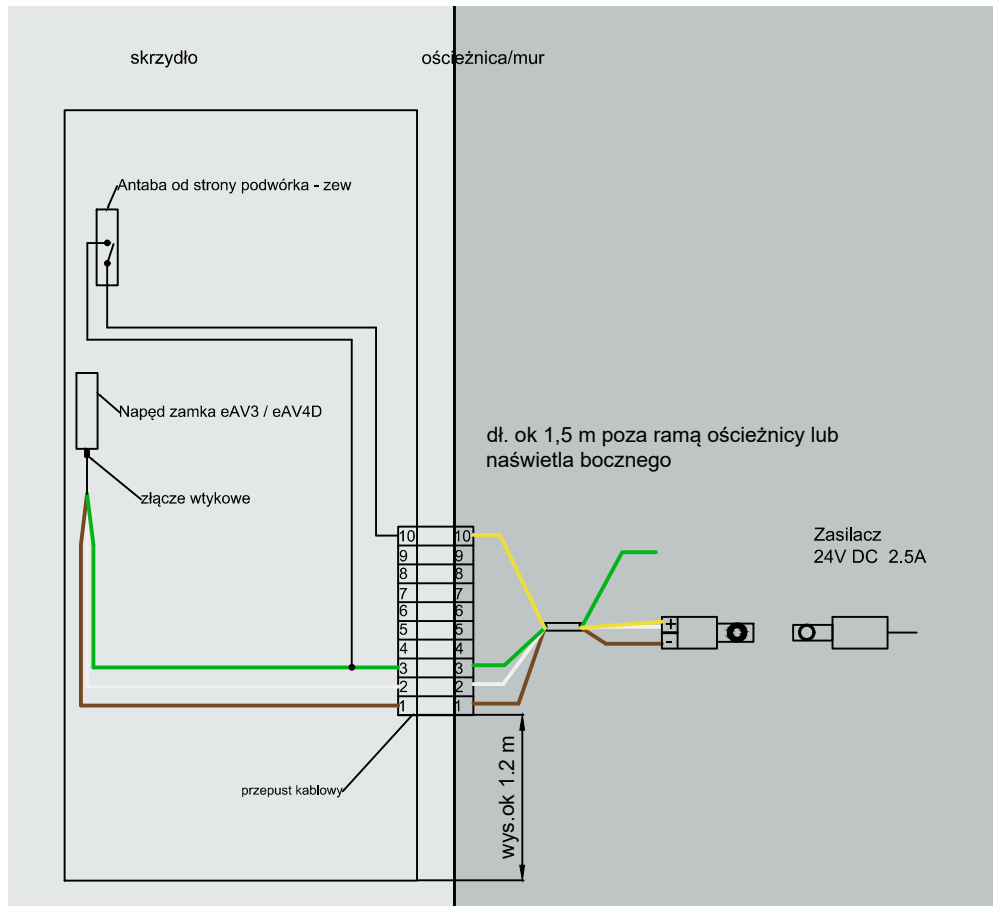 skrzydło
ościeżnica/mur
Antaba od strony podwórka - zew
Napęd zamka eAV3 / eAV4D
złącze wtykowe
dł. ok 1,5 m poza ramą ościeżnicy lub
naświetla bocznego
Zasilacz
24V DC 2.5A
10 10
9 9
8 8
7 7
6 6
5 5
4 4
3 3
2 2
1 1
+
-
przepust kablowy
wys.ok 1.2 m